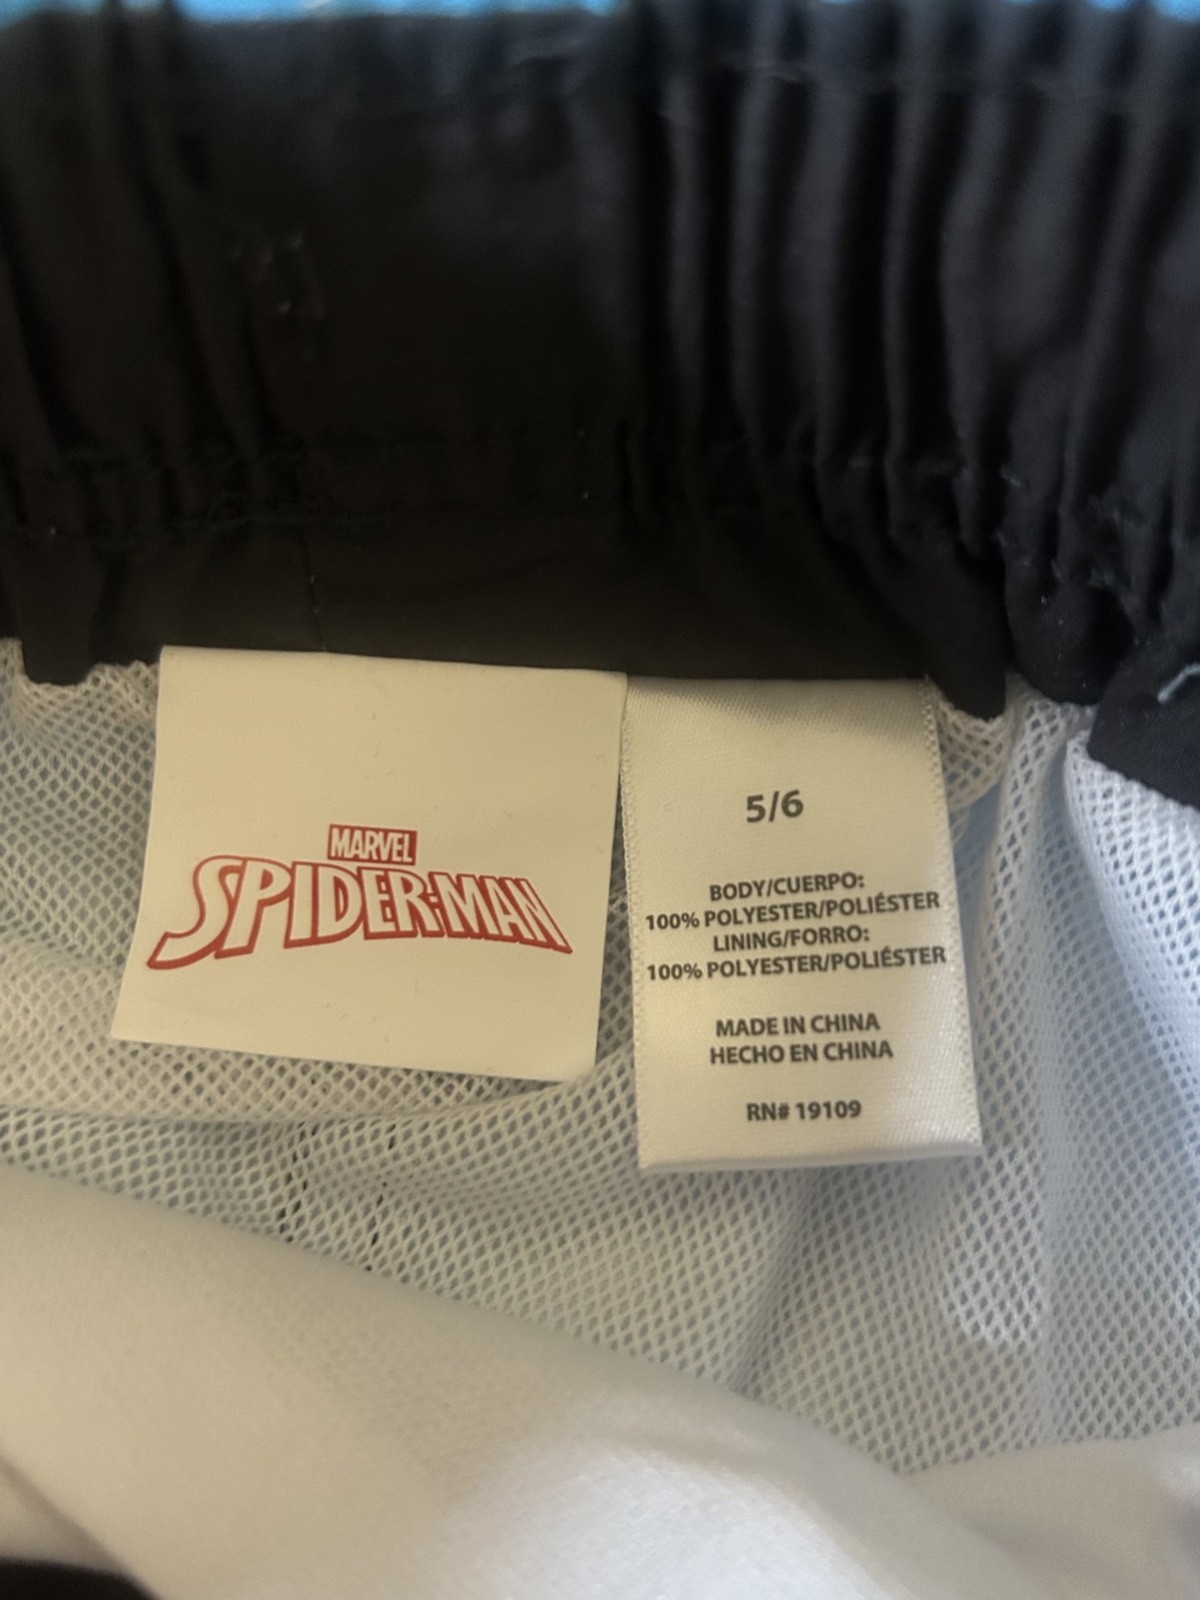 MARVEL
SPIDER-MAN
5/6
BODY/CUERPO:
100% POLYESTER/POLIÉSTER
LINING/FORRO:
100% POLYESTER/POLIÉSTER
MADE IN CHINA
HECHO EN CHINA
RN# 19109